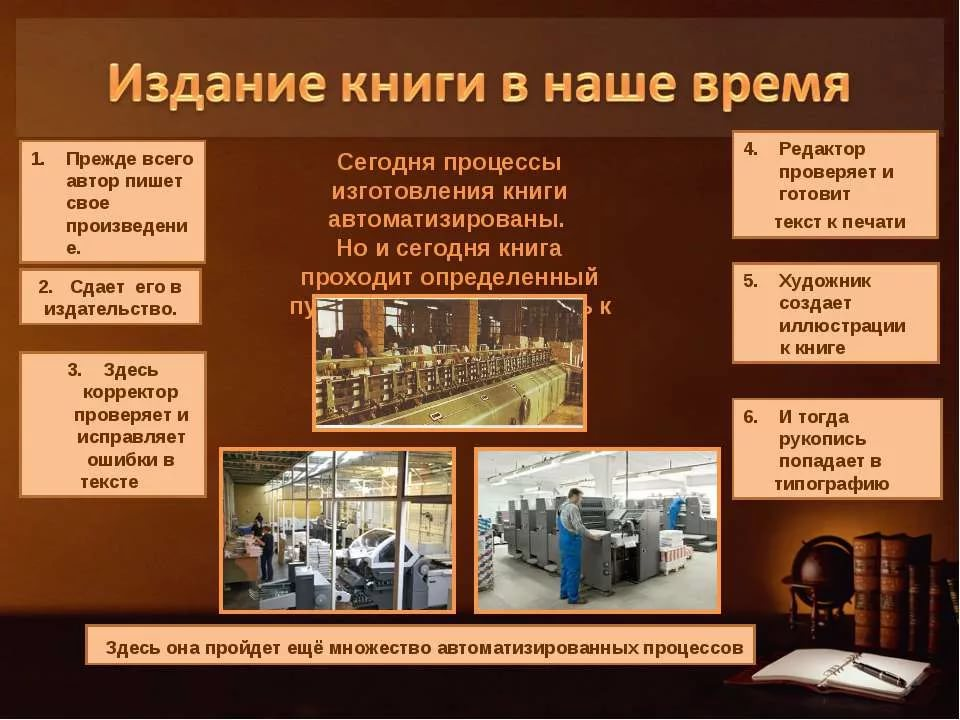 Издание книги в наше время
1. Прежде всего
автор пишет
свое
произведени
е.
2. Сдает его в
издательство.
3. Здесь
корректор
проверяет и
исправляет
ошибки в
тексте
Сегодня процессы
изготовления книги
автоматизированы.
Но и сегодня книга
проходит определенный
к
4. Редактор
проверяет и
готовит
текст к печати
5. Художник
создает
иллюстрации
к книге
6. И тогда
рукопись
попадает в
типографию
Здесь она пройдет ещё множество автоматизированных процессов